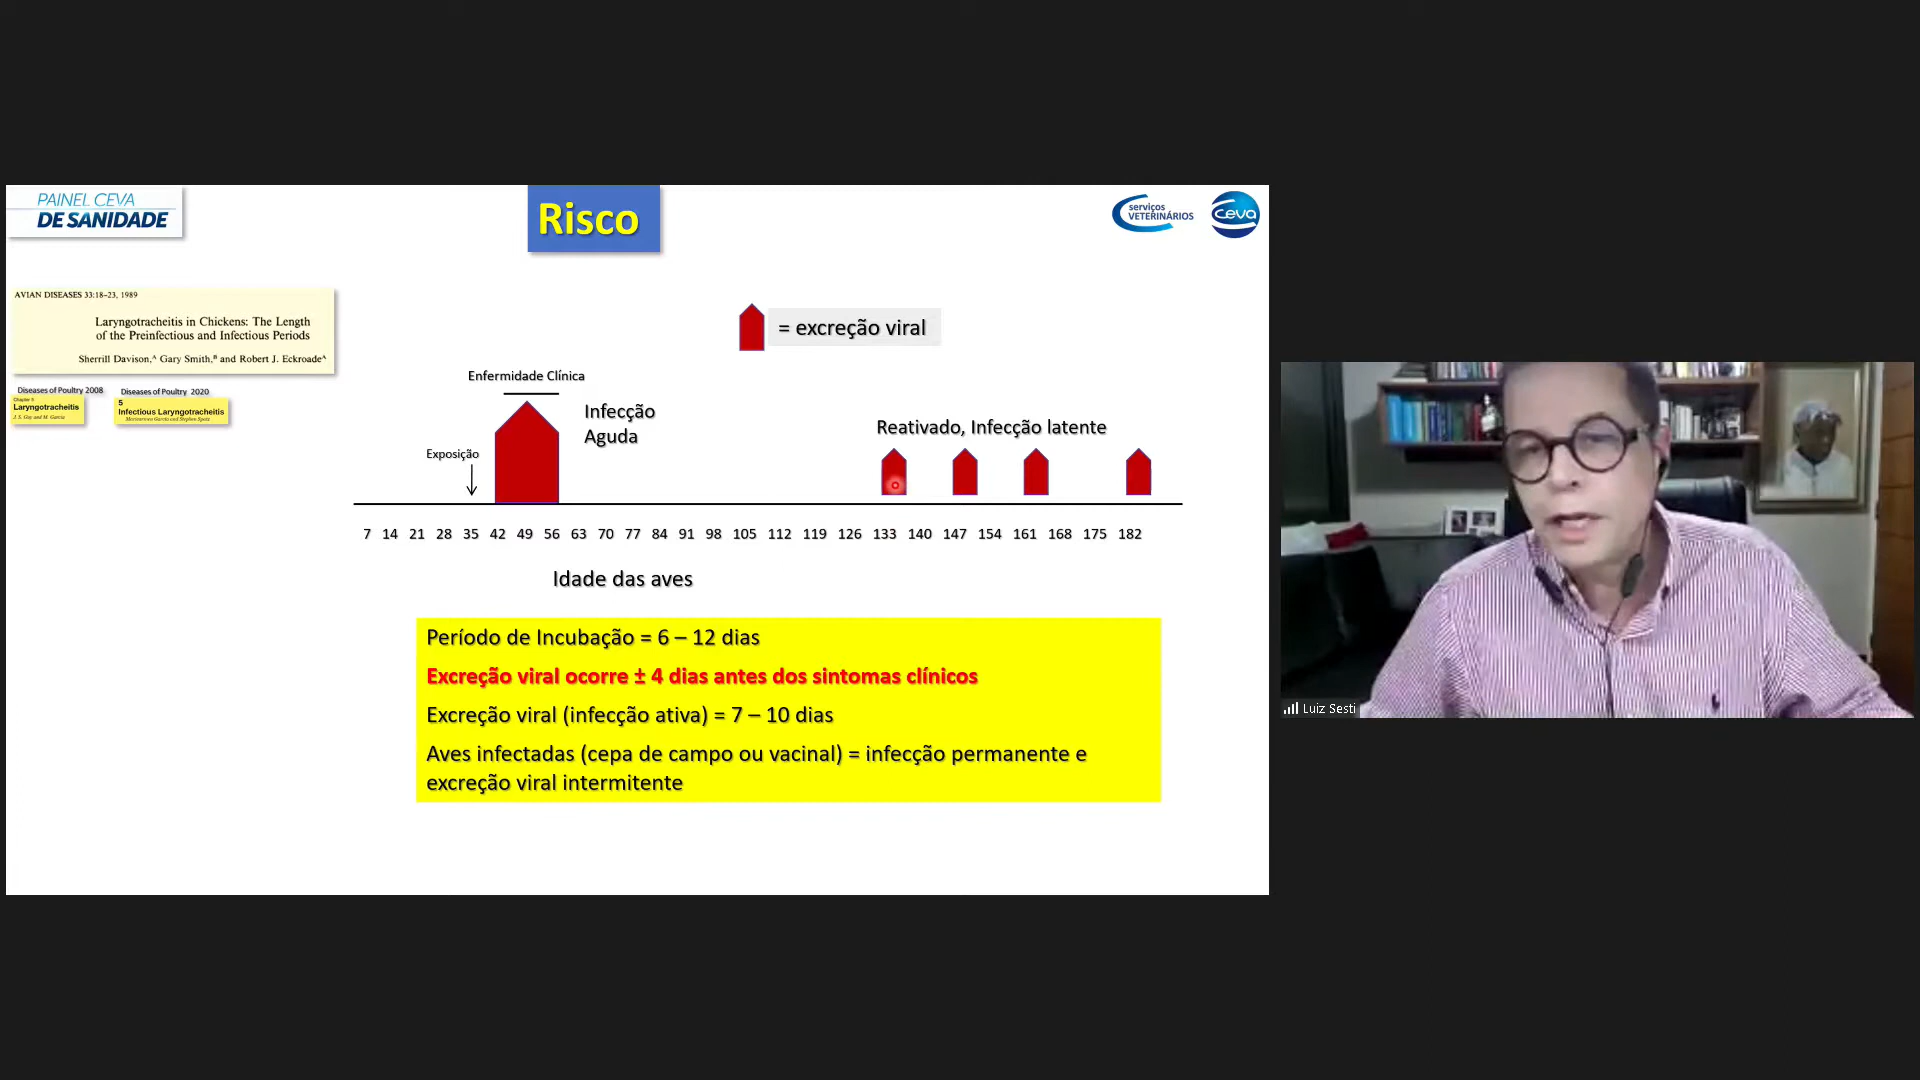 PAINEL CEVA
DE SANIDADE
Risco
serviços
VETERINÁRIOS
Ceva
AVIAN DISEASES 33:18–23, 1989
Laryngotracheitis in Chickens: The Length
of the Preinfectious and Infectious Periods
Sherrill Davison,ᴬ Gary Smith,ᴮ and Robert J. Eckroadeᴬ
Diseases of Poultry 2008
Laryngotracheitis
Diseases of Poultry 2020
5
Infectious Laryngotracheitis
= excreção viral
Enfermidade Clínica
Infecção
Aguda
Exposição
Reativado, Infecção latente
7 14 21 28 35 42 49 56 63 70 77 84 91 98 105 112 119 126 133 140 147 154 161 168 175 182
Idade das aves
Período de Incubação = 6 – 12 dias
Excreção viral ocorre ± 4 dias antes dos sintomas clínicos
Excreção viral (infecção ativa) = 7 – 10 dias
Aves infectadas (cepa de campo ou vacinal) = infecção permanente e
excreção viral intermitente
Luiz Sesti